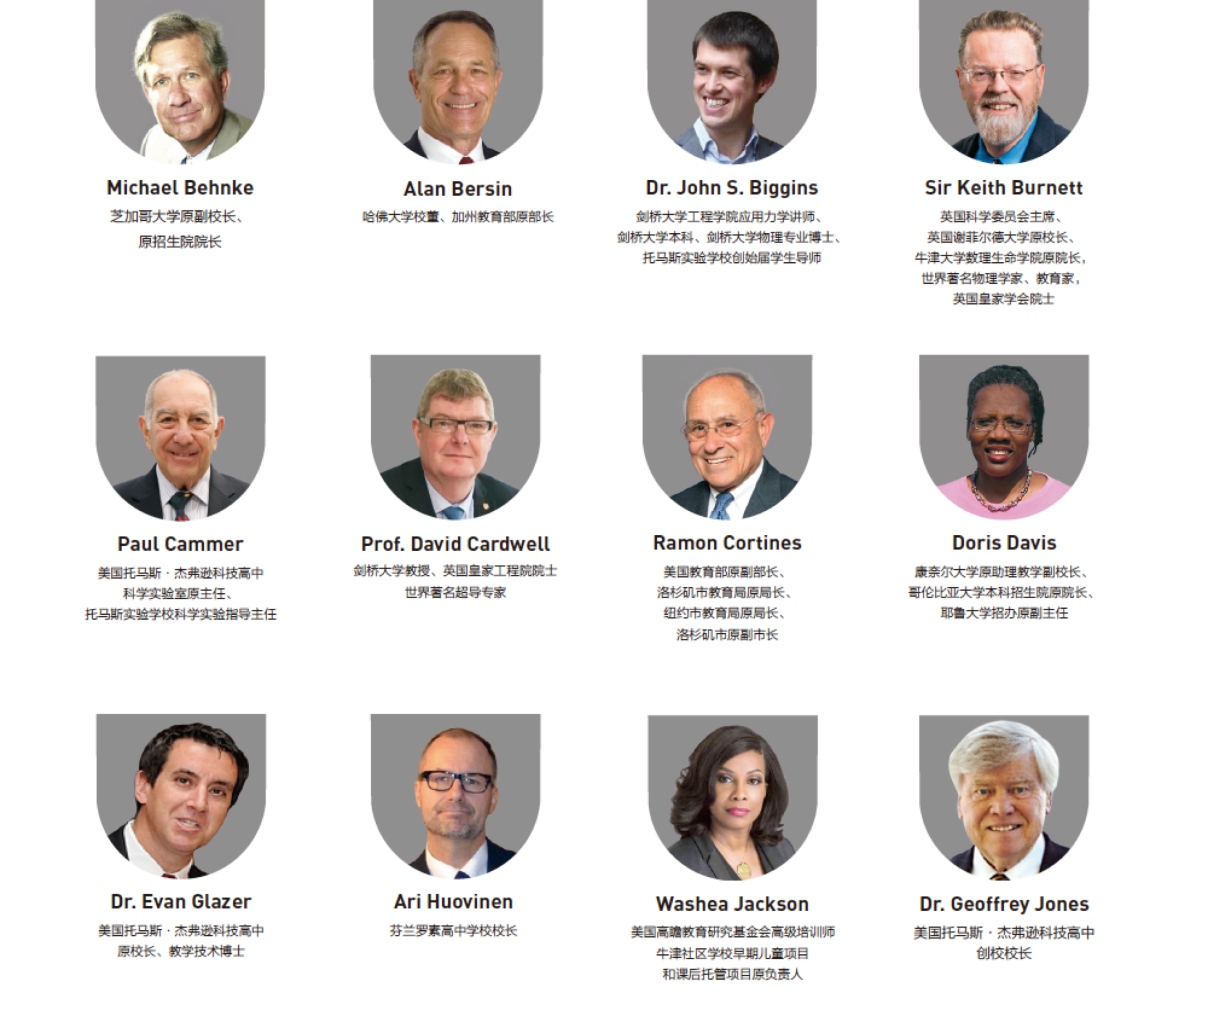 Michael Behnke
芝加哥大学原副校长、
原招生院院长
Alan Bersin
哈佛大学校董、加州教育部原部长
Dr. John S. Biggins
剑桥大学工程学院应用力学讲师、
剑桥大学本科、剑桥大学物理专业博士、
托马斯实验学校创始届学生导师
Sir Keith Burnett
英国科学委员会主席、
英国谢菲尔德大学原校长、
牛津大学数理生命学院原院长，
世界著名物理学家、教育家，
英国皇家学会院士
Paul Cammer
美国托马斯·杰弗逊科技高中
科学实验室原主任、
托马斯实验学校科学实验指导主任
Prof. David Cardwell
剑桥大学教授、英国皇家工程院院士
世界著名超导专家
Ramon Cortines
美国教育部原副部长、
洛杉矶市教育局原局长、
纽约市教育局原局长、
洛杉矶市原副市长
Doris Davis
康奈尔大学原助理教学副校长、
哥伦比亚大学本科招生院原院长、
耶鲁大学招办原副主任
Dr. Evan Glazer
美国托马斯·杰弗逊科技高中
原校长、教学技术博士
Ari Huovinen
芬兰罗素高中学校校长
Washea Jackson
美国高瞻教育研究基金会高级培训师
牛津社区学校早期儿童项目
和课后托管项目原负责人
Dr. Geoffrey Jones
美国托马斯·杰弗逊科技高中
创校校长